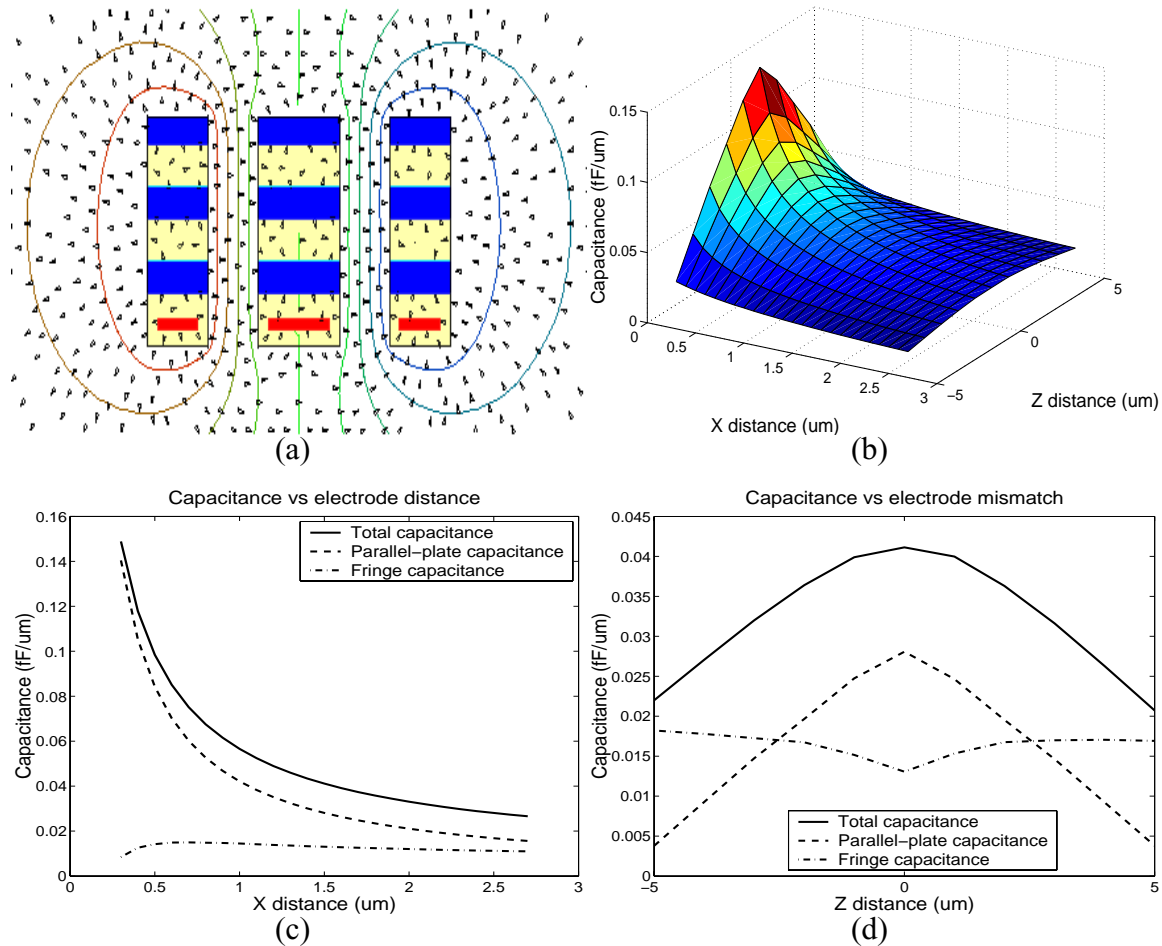 (a)
Capacitance (fF/um)
0.15
0.1
0.05
0
0
0.5
1
1.5
2
2.5
3
−5
0
5
X distance (um)
Z distance (um)
(b)
Capacitance vs electrode distance
Total capacitance
Parallel−plate capacitance
Fringe capacitance
Capacitance (fF/um)
0.16
0.14
0.12
0.1
0.08
0.06
0.04
0.02
0
0
0.5
1
1.5
2
2.5
3
X distance (um)
(c)
Capacitance vs electrode mismatch
Capacitance (fF/um)
0.045
0.04
0.035
0.03
0.025
0.02
0.015
0.01
0.005
0
Total capacitance
Parallel−plate capacitance
Fringe capacitance
−5
0
5
Z distance (um)
(d)